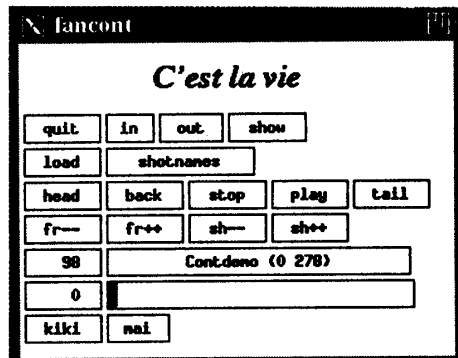 fancont
C'est la vie
quit in out show
load shotnames
head back stop play tail
fr-- fr++ sh-- sh++
98 Contdemo (0 278)
0
kiki mai